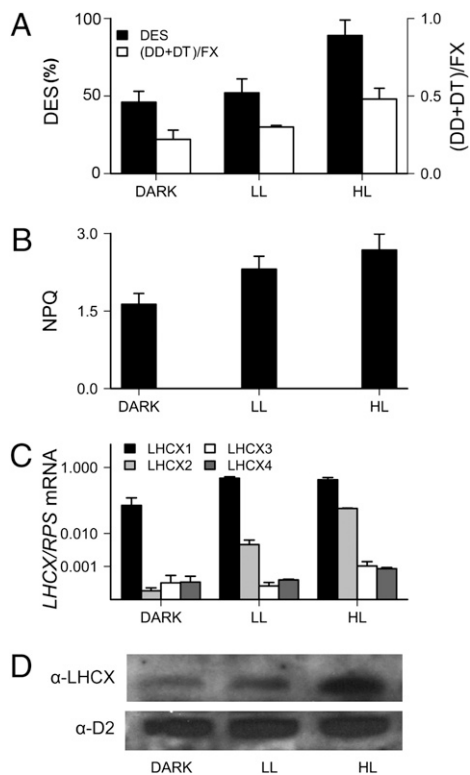 A
100
50
0
DES (%)
DES
(DD+DT)/FX
1.0
0.5
0.0
(DD+DT)/FX
DARK LL HL
B
3.0
1.5
0.0
NPQ
DARK LL HL
C
LHCX1 LHCX3
LHCX2 LHCX4
1.000
0.010
0.001
LHCX/RPS mRNA
DARK LL HL
D
α-LHCX
α-D2
DARK LL HL